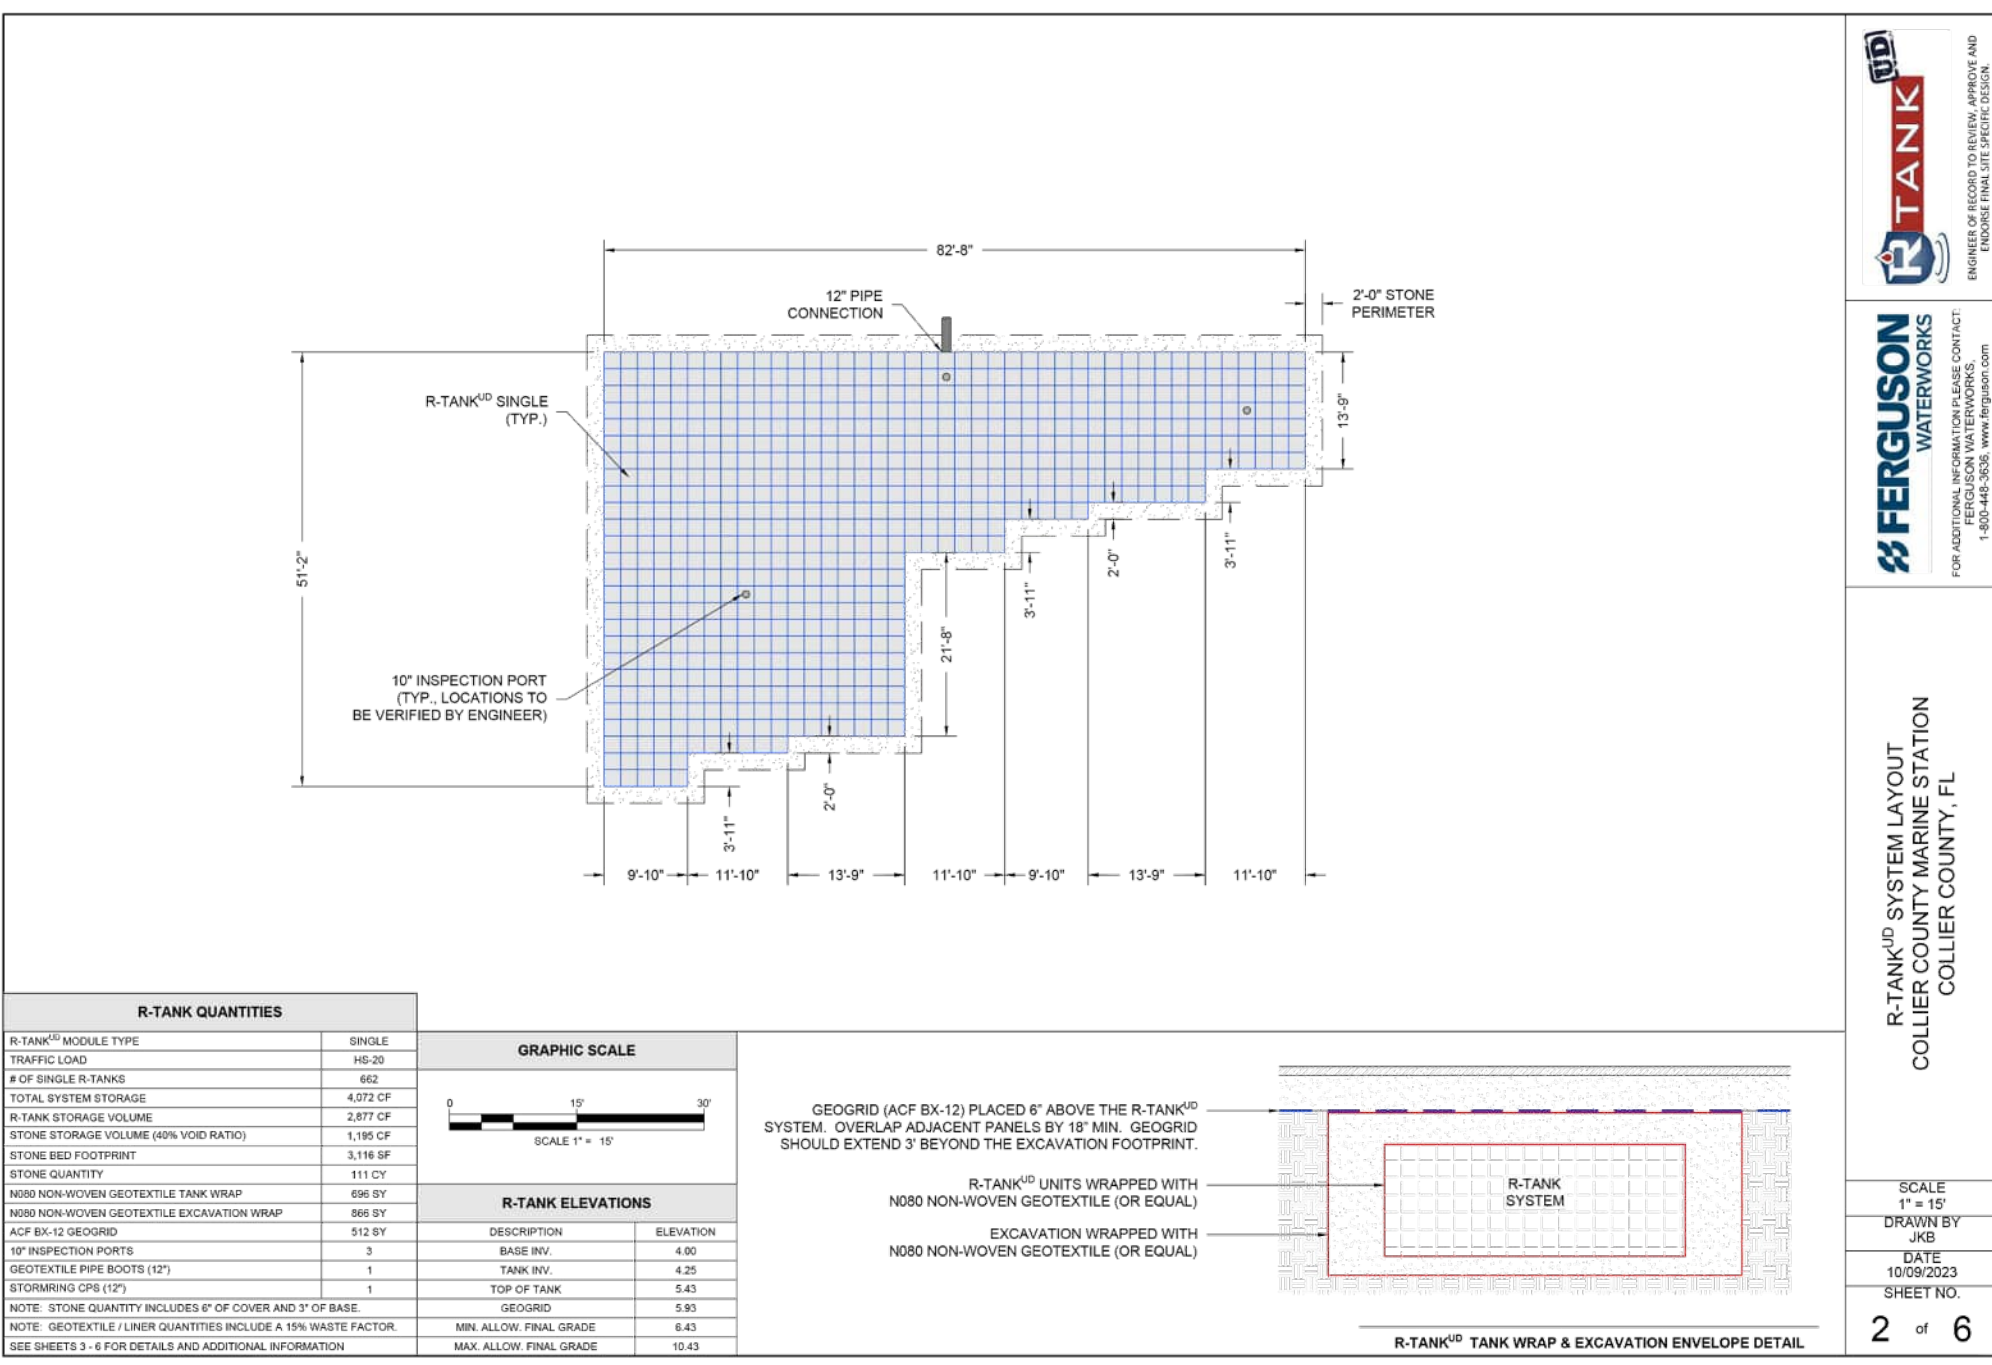 82'-8"
12" PIPE
CONNECTION
2'-0" STONE
PERIMETER
R-TANKUD SINGLE
(TYP.)
13'-9"
51'-2"
3'-11"
2'-0"
3'-11"
21'-8"
10" INSPECTION PORT
(TYP., LOCATIONS TO
BE VERIFIED BY ENGINEER)
2'-0"
3'-11"
9'-10" 11'-10" 13'-9" 11'-10" 9'-10" 13'-9" 11'-10"
R-TANK QUANTITIES
R-TANKUD MODULE TYPE SINGLE
TRAFFIC LOAD HS-20
# OF SINGLE R-TANKS 662
TOTAL SYSTEM STORAGE 4,072 CF
R-TANK STORAGE VOLUME 2,877 CF
STONE STORAGE VOLUME (40% VOID RATIO) 1,195 CF
STONE BED FOOTPRINT 3,116 SF
STONE QUANTITY 111 CY
N080 NON-WOVEN GEOTEXTILE TANK WRAP 696 SY
N080 NON-WOVEN GEOTEXTILE EXCAVATION WRAP 866 SY
ACF BX-12 GEOGRID 512 SY
10" INSPECTION PORTS 3
GEOTEXTILE PIPE BOOTS (12") 1
STORMRING CPS (12") 1
NOTE: STONE QUANTITY INCLUDES 6" OF COVER AND 3" OF BASE.
NOTE: GEOTEXTILE / LINER QUANTITIES INCLUDE A 15% WASTE FACTOR.
SEE SHEETS 3 - 6 FOR DETAILS AND ADDITIONAL INFORMATION
GRAPHIC SCALE
0 15' 30'
SCALE 1" = 15'
R-TANK ELEVATIONS
DESCRIPTION ELEVATION
BASE INV. 4.00
TANK INV. 4.25
TOP OF TANK 5.43
GEOGRID 5.93
MIN. ALLOW. FINAL GRADE 6.43
MAX. ALLOW. FINAL GRADE 10.43
GEOGRID (ACF BX-12) PLACED 6" ABOVE THE R-TANKUD
SYSTEM. OVERLAP ADJACENT PANELS BY 18" MIN. GEOGRID
SHOULD EXTEND 3' BEYOND THE EXCAVATION FOOTPRINT.
R-TANKUD UNITS WRAPPED WITH
N080 NON-WOVEN GEOTEXTILE (OR EQUAL)
EXCAVATION WRAPPED WITH
N080 NON-WOVEN GEOTEXTILE (OR EQUAL)
R-TANK
SYSTEM
R-TANKUD TANK WRAP & EXCAVATION ENVELOPE DETAIL
R TANK UD
ENGINEER OF RECORD TO REVIEW, APPROVE AND
ENDORSE FINAL SITE SPECIFIC DESIGN.
FERGUSON
WATERWORKS
FOR ADDITIONAL INFORMATION PLEASE CONTACT:
FERGUSON WATERWORKS,
1-800-448-3636, www.ferguson.com
R-TANKUD SYSTEM LAYOUT
COLLIER COUNTY MARINE STATION
COLLIER COUNTY, FL
SCALE
1" = 15'
DRAWN BY
JKB
DATE
10/09/2023
SHEET NO.
2 of 6